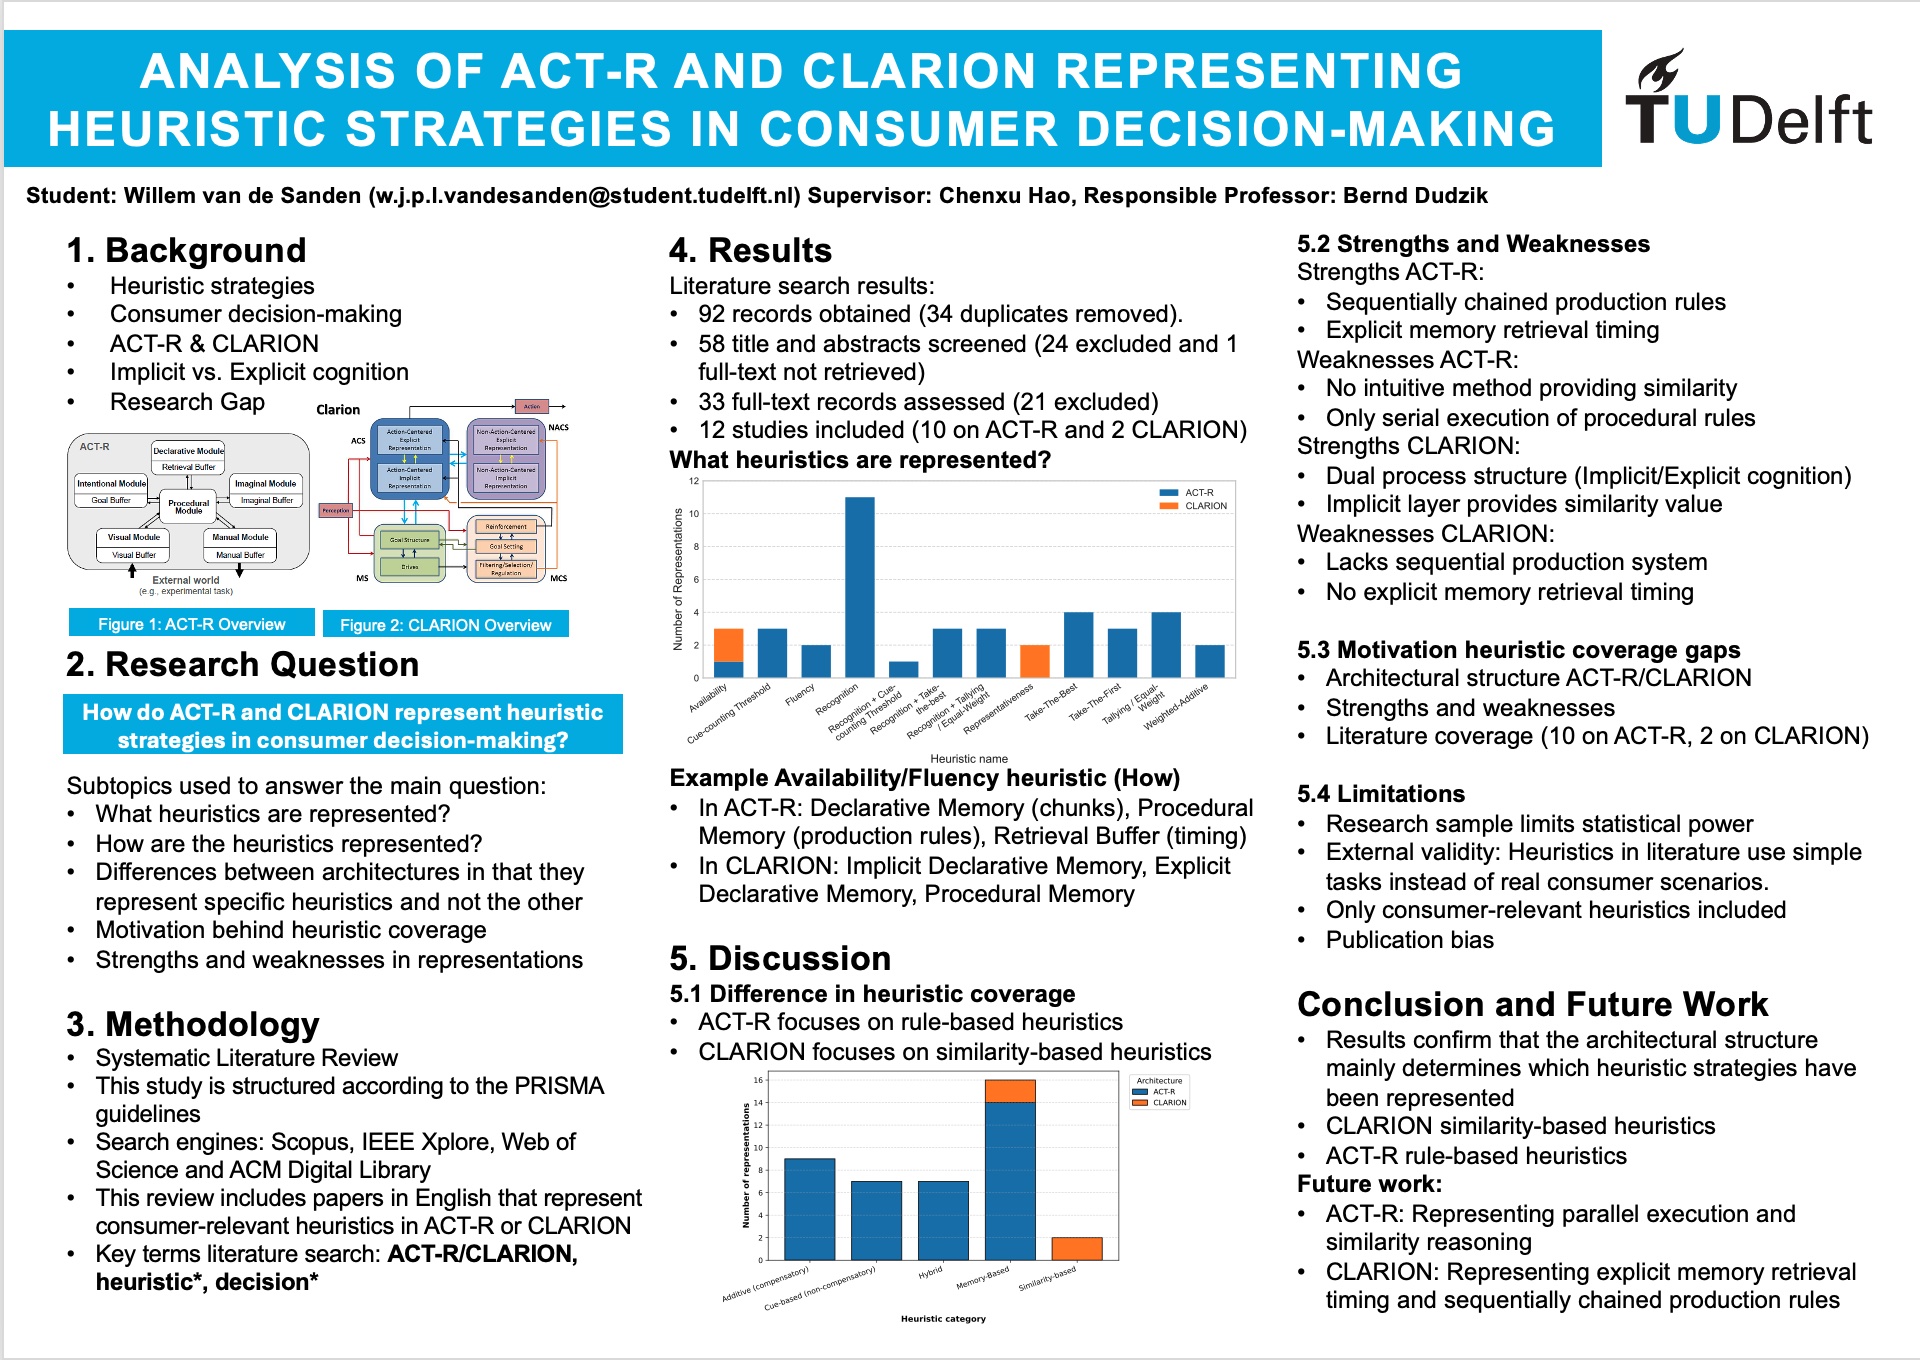 ANALYSIS OF ACT-R AND CLARION REPRESENTING
HEURISTIC STRATEGIES IN CONSUMER DECISION-MAKING
TUDelft
Student: Willem van de Sanden (w.j.p.l.vandesanden@student.tudelft.nl) Supervisor: Chenxu Hao, Responsible Professor: Bernd Dudzik
1. Background
• Heuristic strategies
• Consumer decision-making
• ACT-R & CLARION
• Implicit vs. Explicit cognition
• Research Gap
ACT-R
Declarative Module
Retrieval Buffer
Intentional Module
Goal Buffer
Imaginal Module
Imaginal Buffer
Procedural
Module
Visual Module
Visual Buffer
Manual Module
Manual Buffer
External world
(e.g., experimental task)
Figure 1: ACT-R Overview
Clarion
Action
ACS
NACS
Action-Centered
Explicit
Representation
Non-Action-Centered
Explicit
Representation
Action-Centered
Implicit
Representation
Non-Action-Centered
Implicit
Representation
Perception
Reinforcement
Goal Structure
Goal Setting
Drives
Filtering/Selection/
Regulation
MS
MCS
Figure 2: CLARION Overview
2. Research Question
How do ACT-R and CLARION represent heuristic
strategies in consumer decision-making?
Subtopics used to answer the main question:
• What heuristics are represented?
• How are the heuristics represented?
• Differences between architectures in that they
represent specific heuristics and not the other
• Motivation behind heuristic coverage
• Strengths and weaknesses in representations
3. Methodology
• Systematic Literature Review
• This study is structured according to the PRISMA
guidelines
• Search engines: Scopus, IEEE Xplore, Web of
Science and ACM Digital Library
• This review includes papers in English that represent
consumer-relevant heuristics in ACT-R or CLARION
• Key terms literature search: ACT-R/CLARION,
heuristic*, decision*
4. Results
Literature search results:
• 92 records obtained (34 duplicates removed).
• 58 title and abstracts screened (24 excluded and 1
full-text not retrieved)
• 33 full-text records assessed (21 excluded)
• 12 studies included (10 on ACT-R and 2 CLARION)
What heuristics are represented?
12
10
8
6
4
2
0
Number of Representations
ACT-R
CLARION
Availability
Cue-counting Threshold
Fluency
Recognition
Recognition + Cue-
counting Threshold
Recognition + Take-
the-best
Recognition + Tallying
/ Equal-Weight
Representativeness
Take-The-Best
Take-The-First
Tallying / Equal-
Weight
Weighted-Additive
Heuristic name
Example Availability/Fluency heuristic (How)
• In ACT-R: Declarative Memory (chunks), Procedural
Memory (production rules), Retrieval Buffer (timing)
• In CLARION: Implicit Declarative Memory, Explicit
Declarative Memory, Procedural Memory
5. Discussion
5.1 Difference in heuristic coverage
• ACT-R focuses on rule-based heuristics
• CLARION focuses on similarity-based heuristics
16
14
12
10
8
6
4
2
0
Number of representations
Architecture
ACT-R
CLARION
Additive (compensatory)
Cue-based (non-compensatory)
Hybrid
Memory-Based
Similarity-based
Heuristic category
5.2 Strengths and Weaknesses
Strengths ACT-R:
• Sequentially chained production rules
• Explicit memory retrieval timing
Weaknesses ACT-R:
• No intuitive method providing similarity
• Only serial execution of procedural rules
Strengths CLARION:
• Dual process structure (Implicit/Explicit cognition)
• Implicit layer provides similarity value
Weaknesses CLARION:
• Lacks sequential production system
• No explicit memory retrieval timing
5.3 Motivation heuristic coverage gaps
• Architectural structure ACT-R/CLARION
• Strengths and weaknesses
• Literature coverage (10 on ACT-R, 2 on CLARION)
5.4 Limitations
• Research sample limits statistical power
• External validity: Heuristics in literature use simple
tasks instead of real consumer scenarios.
• Only consumer-relevant heuristics included
• Publication bias
Conclusion and Future Work
• Results confirm that the architectural structure
mainly determines which heuristic strategies have
been represented
• CLARION similarity-based heuristics
• ACT-R rule-based heuristics
Future work:
• ACT-R: Representing parallel execution and
similarity reasoning
• CLARION: Representing explicit memory retrieval
timing and sequentially chained production rules